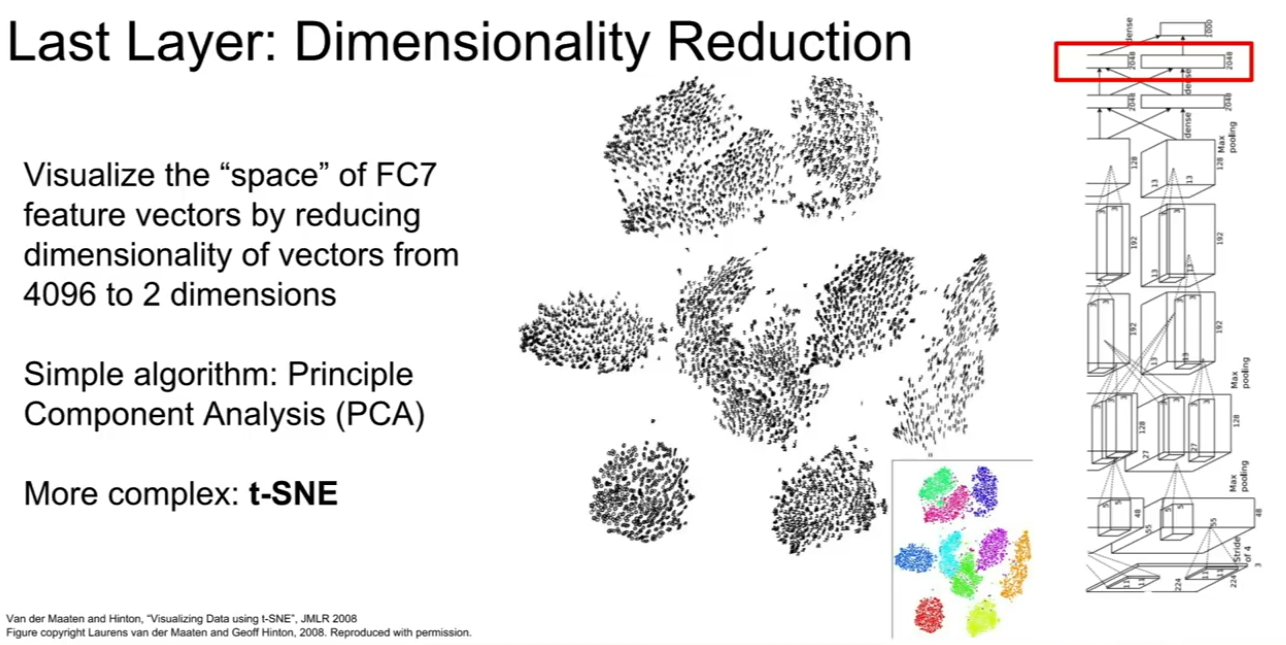 Last Layer: Dimensionality Reduction
Visualize the “space” of FC7
feature vectors by reducing
dimensionality of vectors from
4096 to 2 dimensions
Simple algorithm: Principle
Component Analysis (PCA)
More complex: t-SNE
Van der Maaten and Hinton, “Visualizing Data using t-SNE”, JMLR 2008
Figure copyright Laurens van der Maaten and Geoff Hinton, 2008. Reproduced with permission.
1000
2048
2048
dense
2048
2048
dense
128
13
13
128
Max
pooling
192
13
13
192
192
13
13
192
Max
pooling
128
27
128
Max
pooling
48
55
55
48
Stride
of 4
11
11
224
224
3